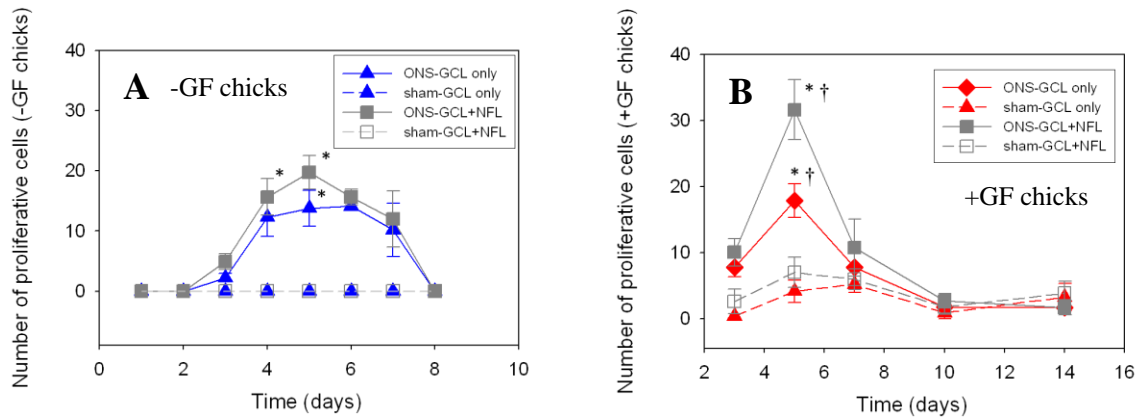 A -GF chicks
Number of proliferative cells (-GF chicks)
40
30
20
10
0
0 2 4 6 8 10
Time (days)
ONS-GCL only
sham-GCL only
ONS-GCL+NFL
sham-GCL+NFL
*
*
*
B
+GF chicks
Number of proliferative cells (+GF chicks)
40
30
20
10
0
2 4 6 8 10 12 14 16
Time (days)
ONS-GCL only
sham-GCL only
ONS-GCL+NFL
sham-GCL+NFL
* †
* †